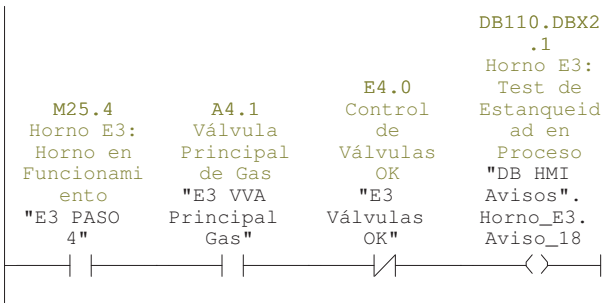 M25.4
Horno E3:
Horno en
Funcionami
ento
"E3 PASO
4"
A4.1
Válvula
Principal
de Gas
"E3 VVA
Principal
Gas"
E4.0
Control
de
Válvulas
OK
"E3
Válvulas
OK"
DB110.DBX2
.1
Horno E3:
Test de
Estanqueid
ad en
Proceso
"DB HMI
Avisos".
Horno_E3.
Aviso_18